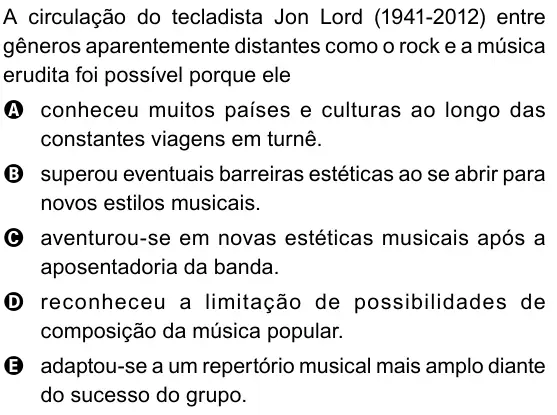 A circulação do tecladista Jon Lord (1941-2012) entre
gêneros aparentemente distantes como o rock e a música
erudita foi possível porque ele
A conheceu muitos países e culturas ao longo das
constantes viagens em turnê.
B superou eventuais barreiras estéticas ao se abrir para
novos estilos musicais.
C aventurou-se em novas estéticas musicais após a
aposentadoria da banda.
D reconheceu a limitação de possibilidades de
composição da música popular.
E adaptou-se a um repertório musical mais amplo diante
do sucesso do grupo.